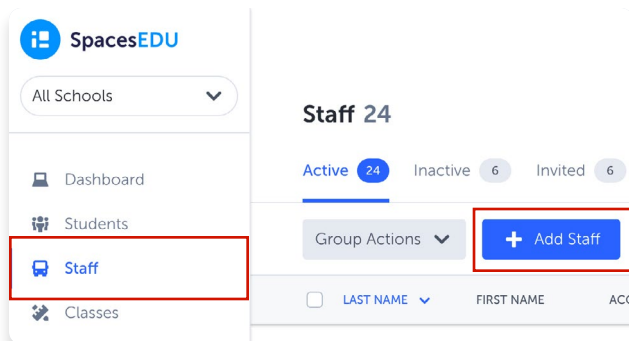 SpacesEDU
All Schools
Dashboard
Students
Staff
Classes
Staff 24
Active 24 Inactive 6 Invited 6
Group Actions + Add Staff
LAST NAME FIRST NAME